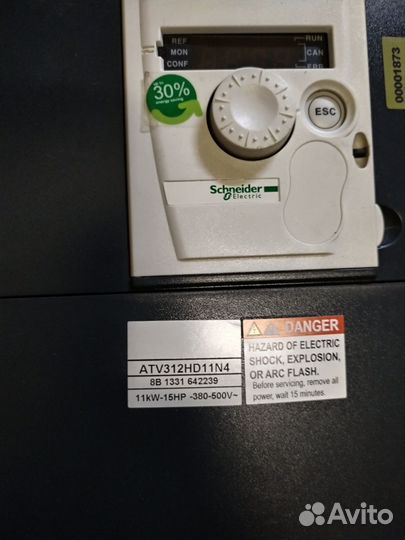 REF
RUN
MON
CAN
CONF
ERR
up to
30%
energy saving
ESC
00001873
Schneider
Electric
ATV312HD11N4
8B 1331 642239
11kW-15HP -380-500V~
DANGER
HAZARD OF ELECTRIC
SHOCK, EXPLOSION,
OR ARC FLASH.
Before servicing, remove all
power, wait 15 minutes.
Avito